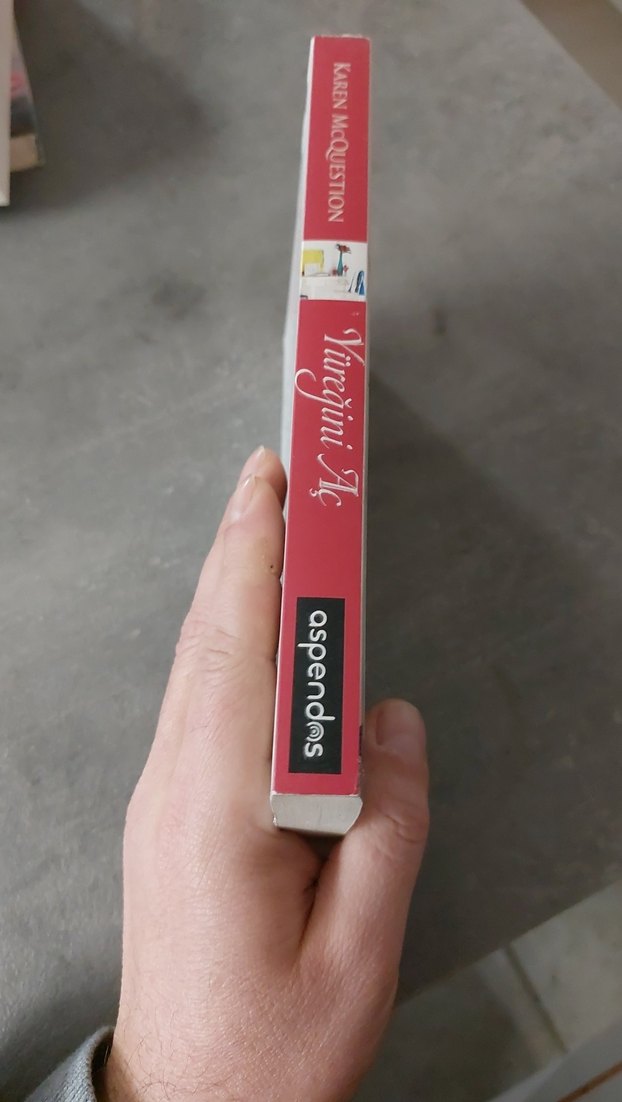 KAREN MCQUESTION
Yüreğini Aç
aspendos